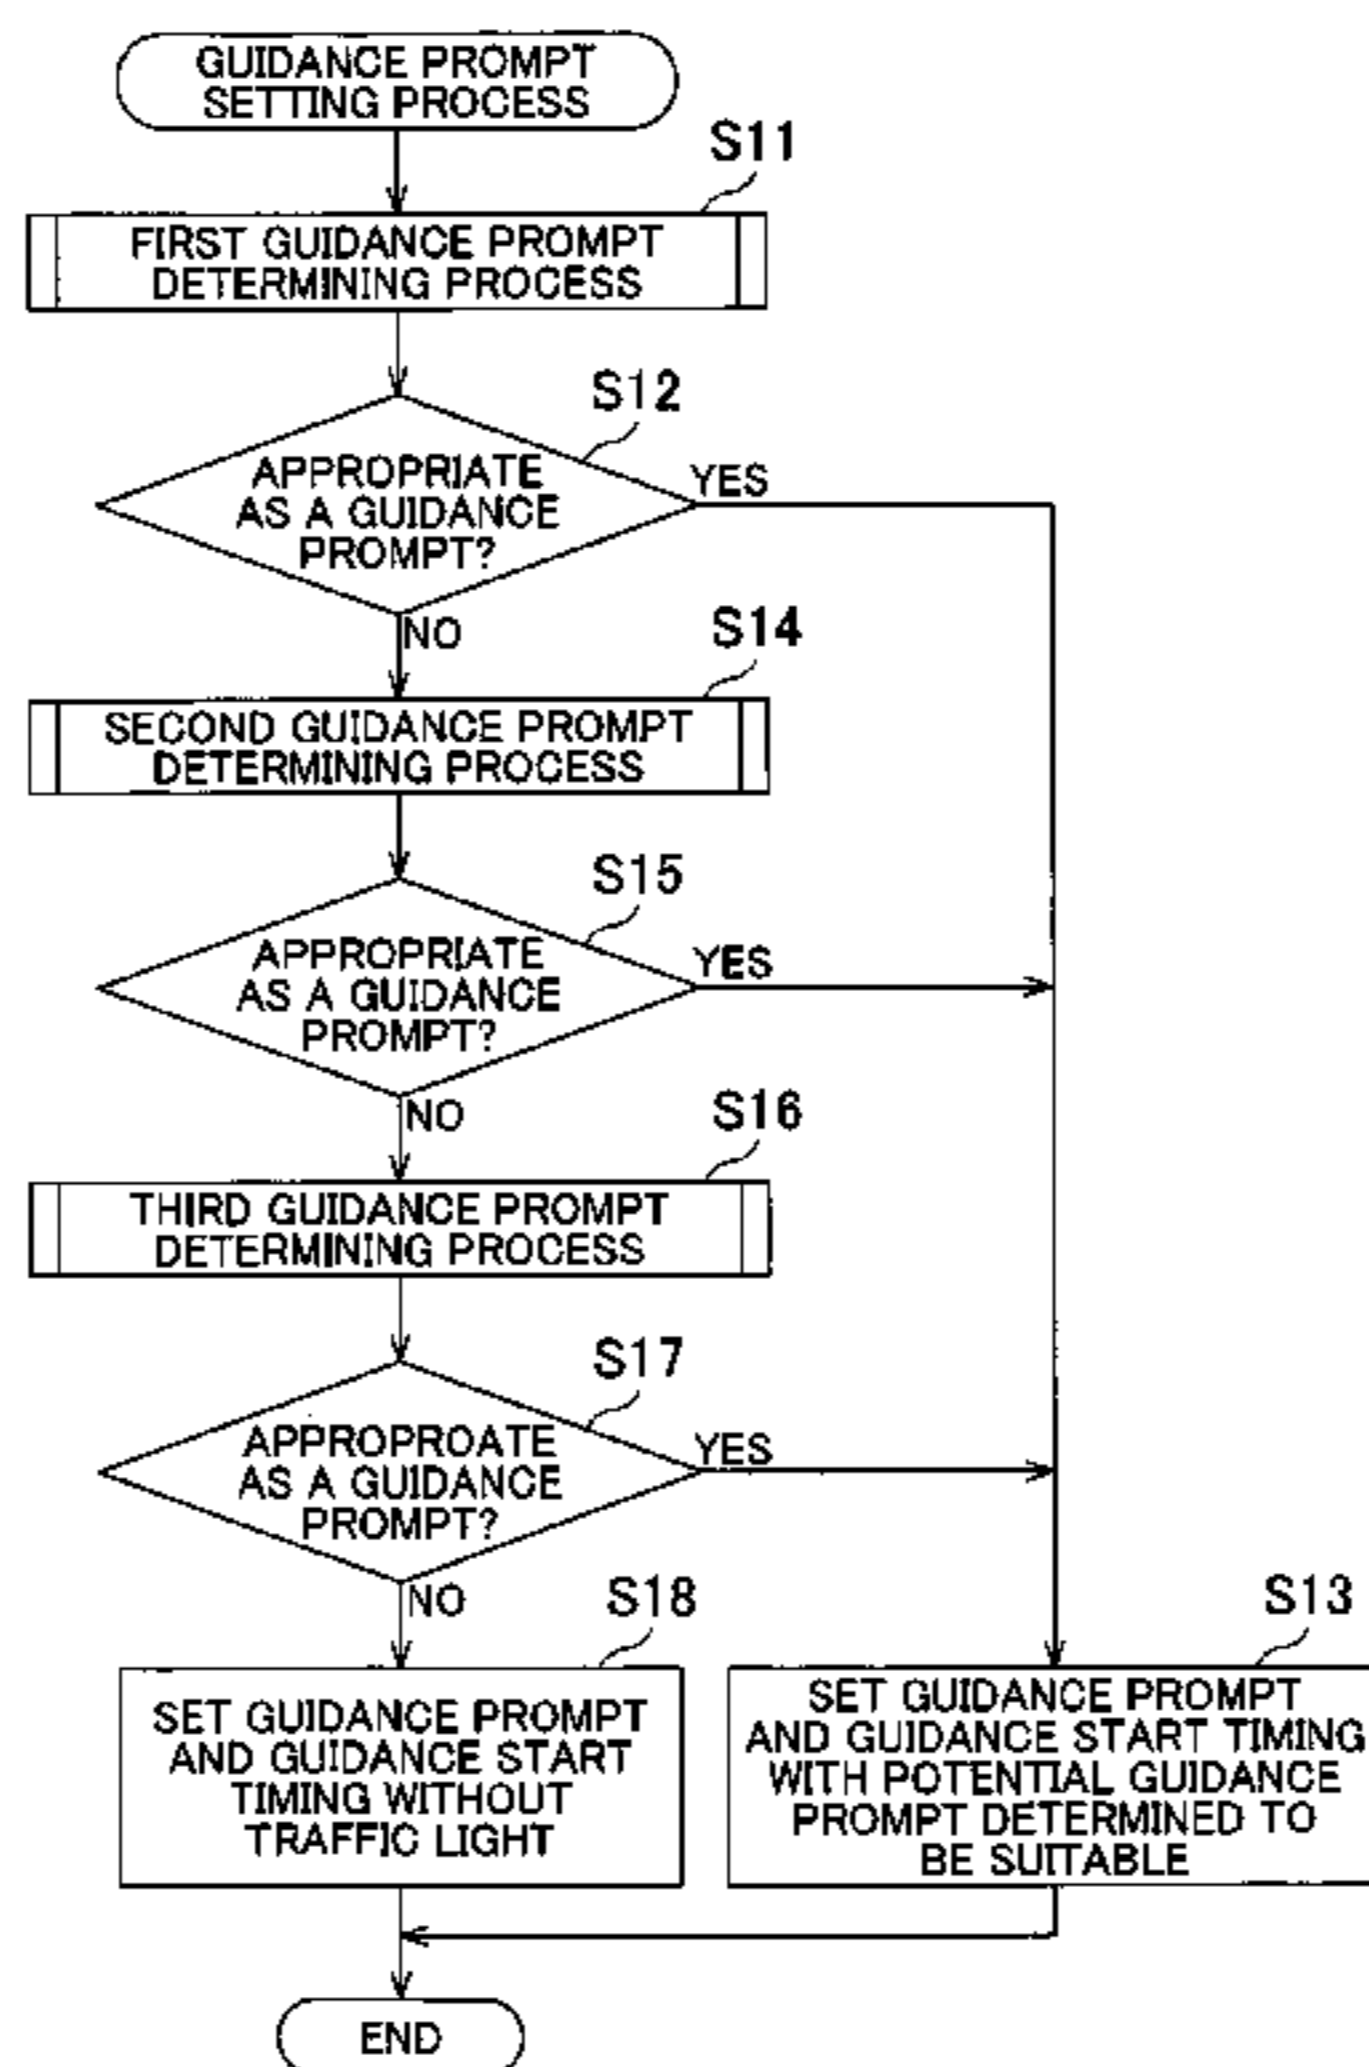 GUIDANCE PROMPT
SETTING PROCESS
S11
FIRST GUIDANCE PROMPT
DETERMINING PROCESS
S12
APPROPRIATE
AS A GUIDANCE
PROMPT?
YES
NO
S14
SECOND GUIDANCE PROMPT
DETERMINING PROCESS
S15
APPROPRIATE
AS A GUIDANCE
PROMPT?
YES
NO
S16
THIRD GUIDANCE PROMPT
DETERMINING PROCESS
S17
APPROPROATE
AS A GUIDANCE
PROMPT?
YES
NO
S18
SET GUIDANCE PROMPT
AND GUIDANCE START
TIMING WITHOUT
TRAFFIC LIGHT
S13
SET GUIDANCE PROMPT
AND GUIDANCE START TIMING
WITH POTENTIAL GUIDANCE
PROMPT DETERMINED TO
BE SUITABLE
END